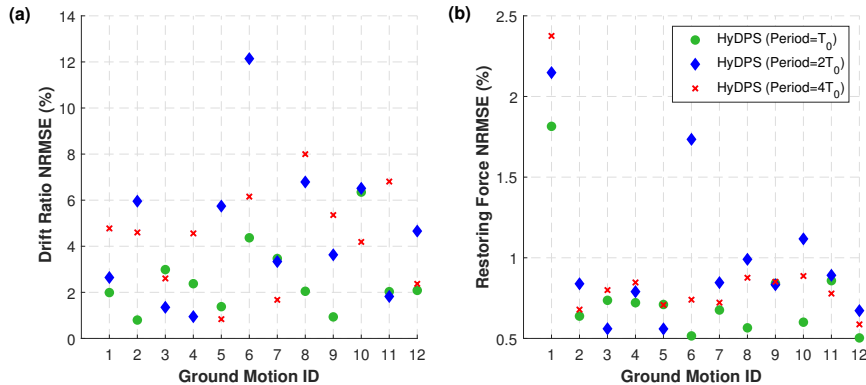 (a)
Drift Ratio NRMSE (%)
14
12
10
8
6
4
2
0
1 2 3 4 5 6 7 8 9 10 11 12
Ground Motion ID
(b)
Restoring Force NRMSE (%)
2.5
2
1.5
1
0.5
HyDPS (Period=T0)
HyDPS (Period=2T0)
HyDPS (Period=4T0)
1 2 3 4 5 6 7 8 9 10 11 12
Ground Motion ID